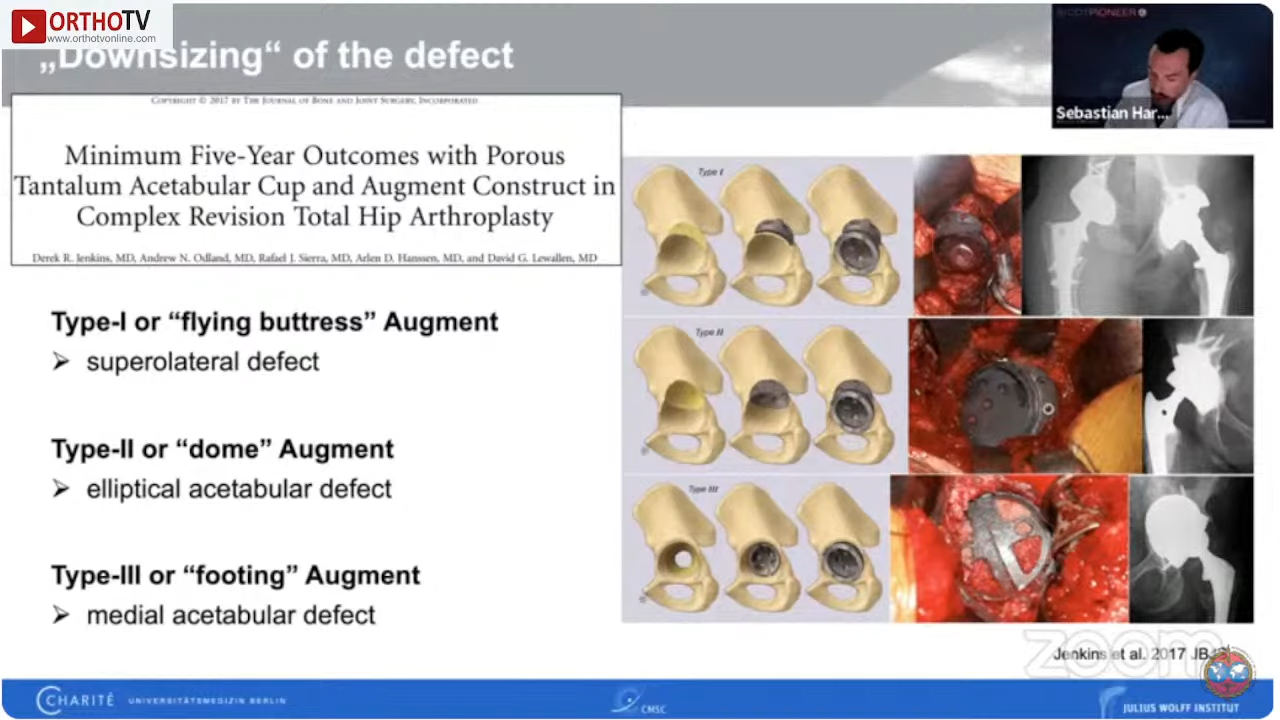 ORTHOTV
www.orthotvonline.com
„Downsizing“ of the defect
Sebastian Har...
COPYRIGHT © 2017 BY THE JOURNAL OF BONE AND JOINT SURGERY, INCORPORATED
Minimum Five-Year Outcomes with Porous
Tantalum Acetabular Cup and Augment Construct in
Complex Revision Total Hip Arthroplasty
Derek R. Jenkins, MD, Andrew N. Odland, MD, Rafael J. Sierra, MD, Arlen D. Hanssen, MD, and David G. Lewallen, MD
Type-I or “flying buttress” Augment
➤ superolateral defect
Type-II or “dome” Augment
➤ elliptical acetabular defect
Type-III or “footing” Augment
➤ medial acetabular defect
Type I
Type II
Type III
zoom
Jenkins et al. 2017
CHARITÉ UNIVERSITÄTSMEDIZIN BERLIN
CMSC
JULIUS WOLFF INSTITUT